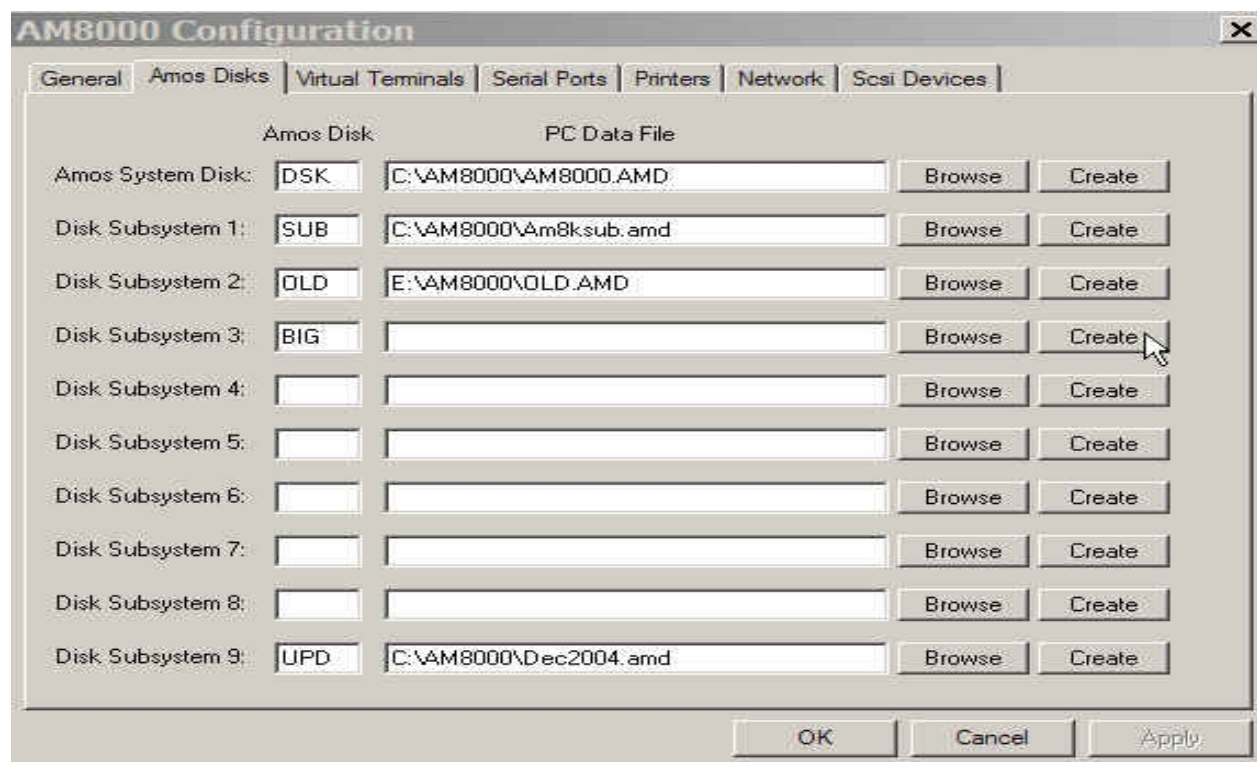 AM8000 Configuration
General Amos Disks Virtual Terminals Serial Ports Printers Network Scsi Devices
Amos Disk PC Data File
Amos System Disk: DSK C:\AM8000\AM8000.AMD Browse Create
Disk Subsystem 1: SUB C:\AM8000\Am8ksub.amd Browse Create
Disk Subsystem 2: OLD E:\AM8000\OLD.AMD Browse Create
Disk Subsystem 3: BIG Browse Create
Disk Subsystem 4: Browse Create
Disk Subsystem 5: Browse Create
Disk Subsystem 6: Browse Create
Disk Subsystem 7: Browse Create
Disk Subsystem 8: Browse Create
Disk Subsystem 9: UPD C:\AM8000\Dec2004.amd Browse Create
OK Cancel Apply